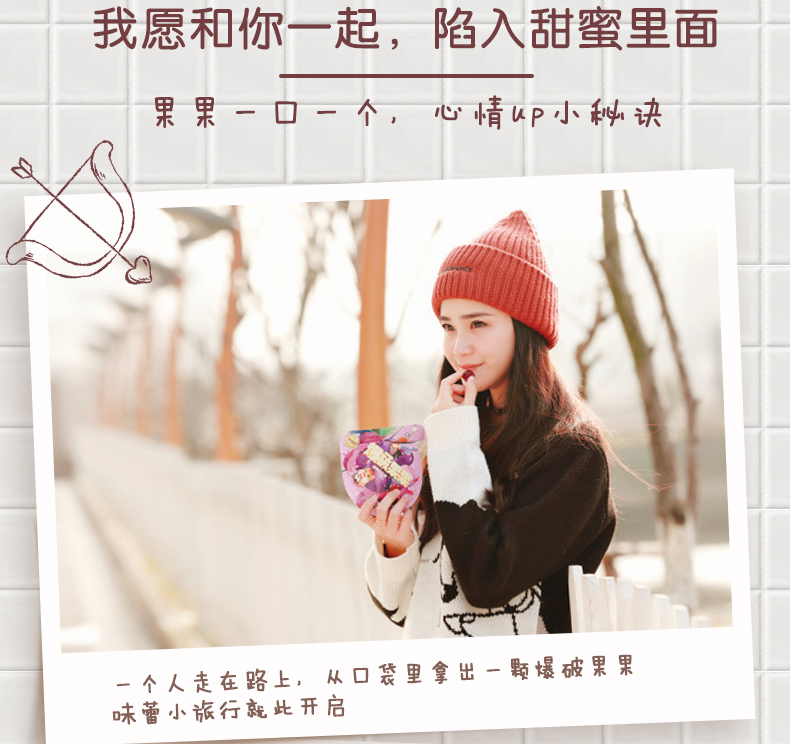 我愿和你一起，陷入甜蜜里面
果果一口一个，心情up小秘诀
一个人走在路上，从口袋里拿出一颗爆破果果
味蕾小旅行就此开启